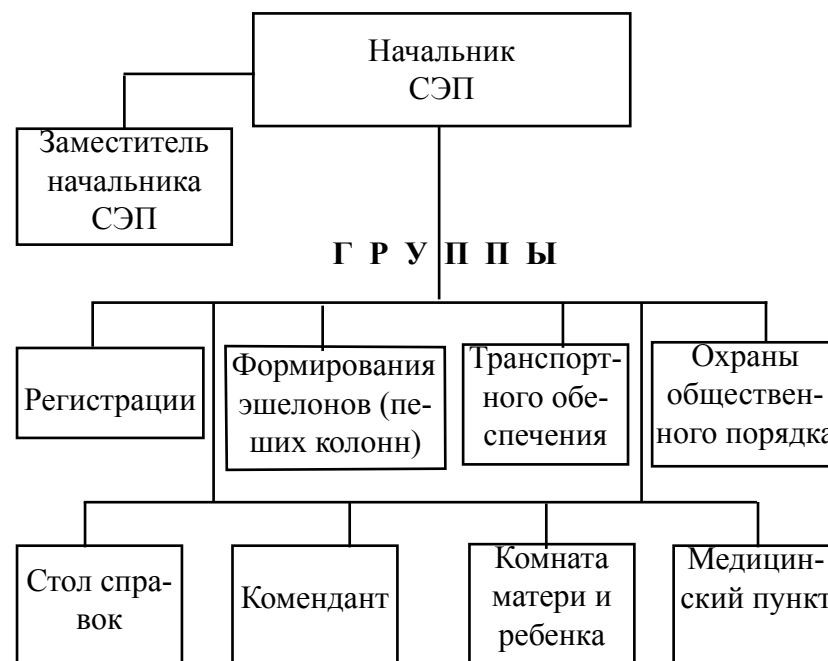 Начальник
СЭП
Заместитель
начальника
СЭП
Г Р У П П Ы
Регистрации
Формирования
эшелонов (пе-
ших колонн)
Транспорт-
ного обе-
спечения
Охраны
обществен-
ного порядка
Стол спра-
вок
Комендант
Комната
матери и
ребенка
Медицин-
ский пункт